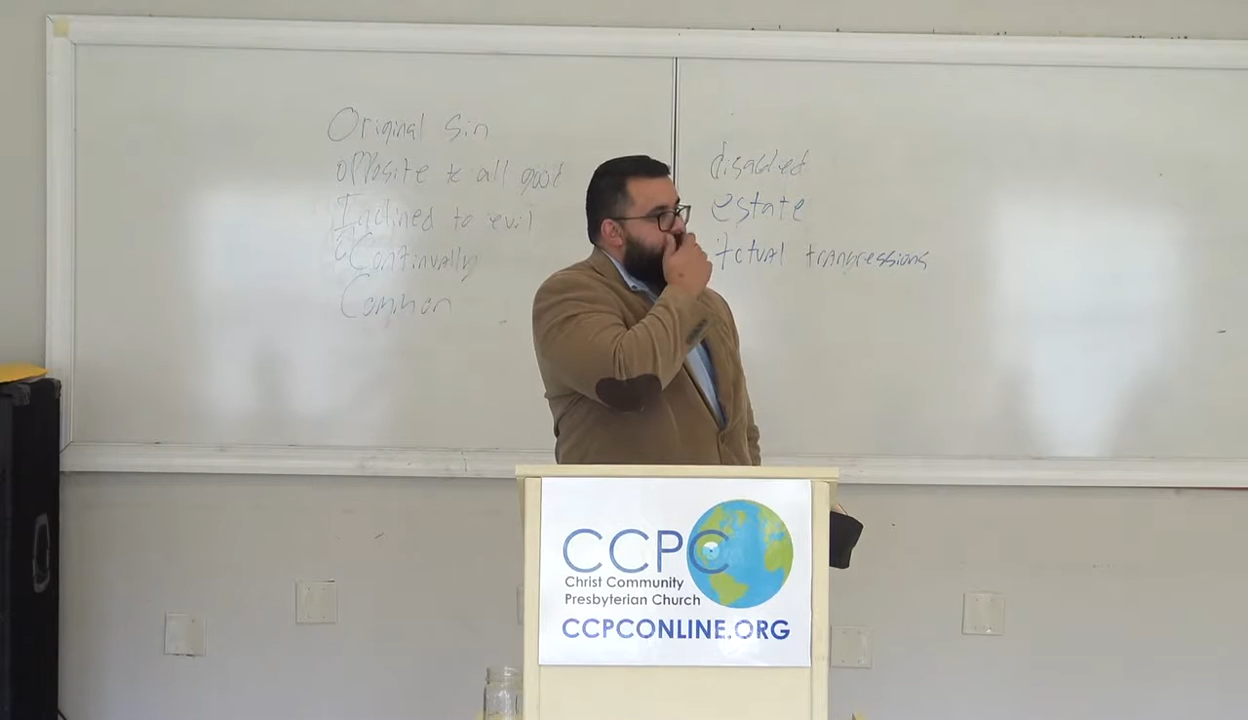 Original Sin
opposite to all good
Inclined to evil
Continually
Common
disabled
estate
actual trangressions
CCPC
Christ Community
Presbyterian Church
CCPCONLINE.ORG